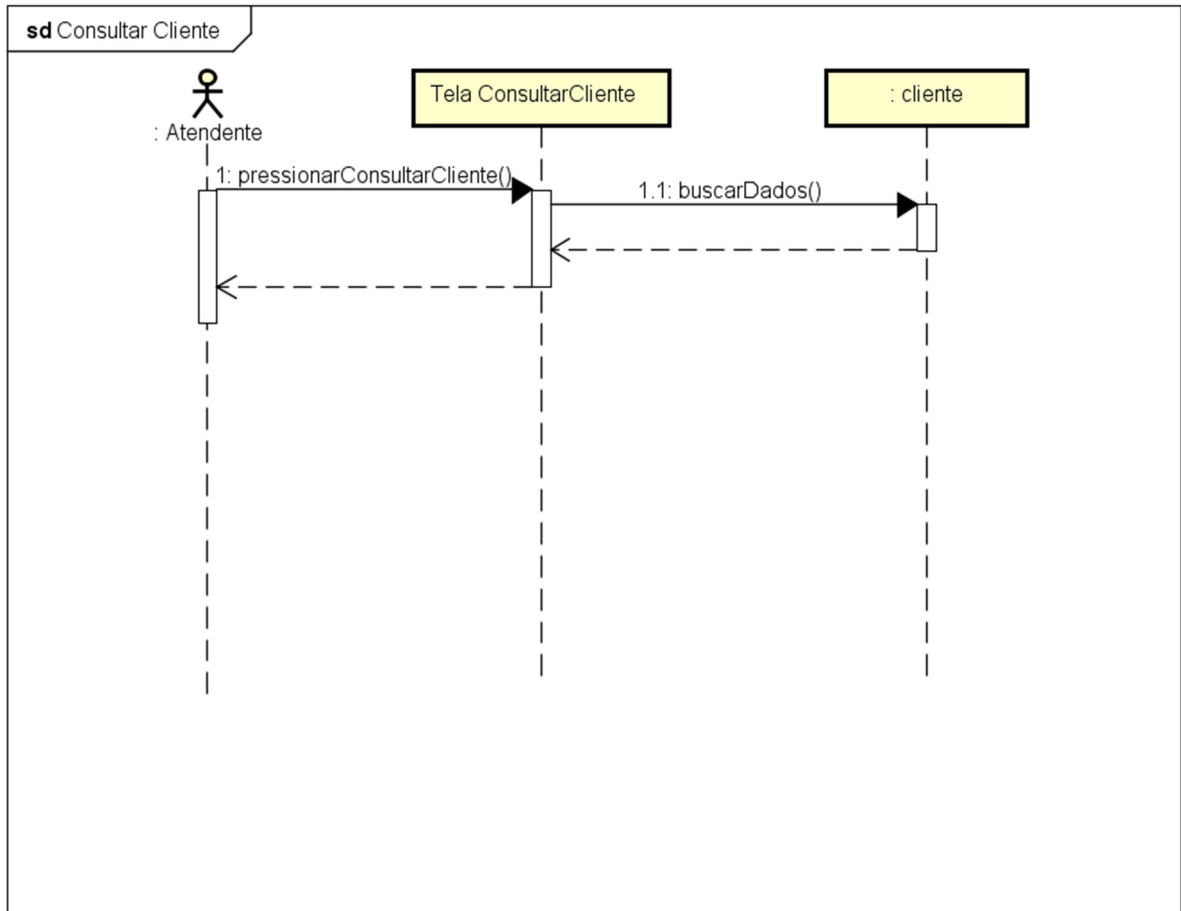 sd Consultar Cliente
: Atendente
Tela ConsultarCliente
: cliente
1: pressionarConsultarCliente()
1.1: buscarDados()